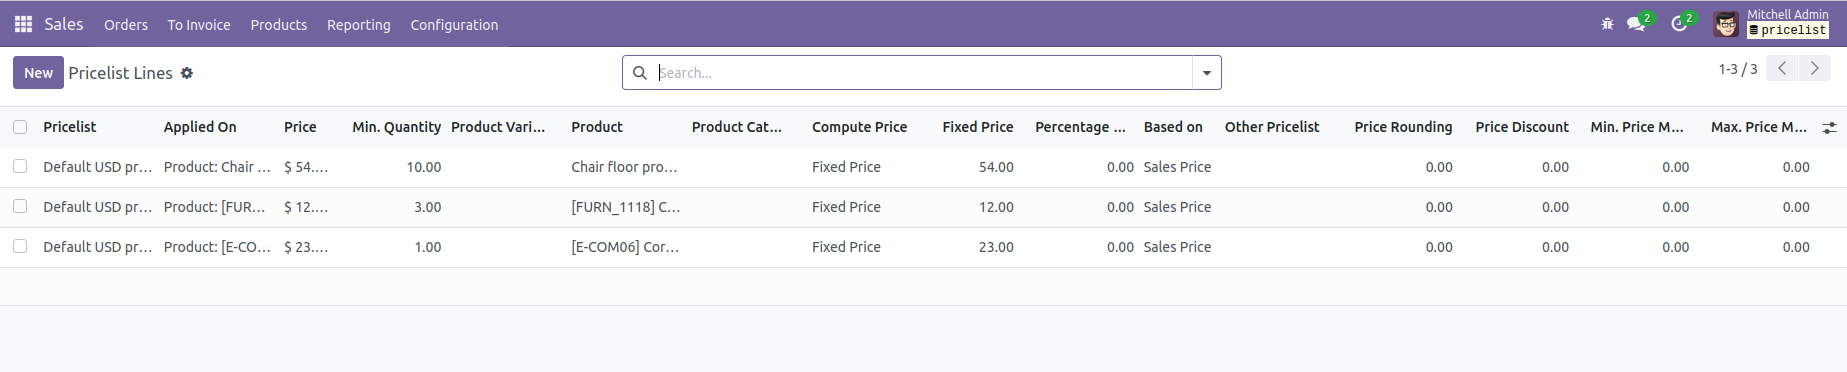 Sales Orders To Invoice Products Reporting Configuration 2 2 Mitchell Admin
pricelist
New Pricelist Lines Search... 1-3 / 3
Pricelist Applied On Price Min. Quantity Product Vari... Product Product Cat... Compute Price Fixed Price Percentage ... Based on Other Pricelist Price Rounding Price Discount Min. Price M... Max. Price M...
Default USD pr... Product: Chair ... $ 54.... 10.00 Chair floor pro... Fixed Price 54.00 0.00 Sales Price 0.00 0.00 0.00 0.00
Default USD pr... Product: [FUR... $ 12.... 3.00 [FURN_1118] C... Fixed Price 12.00 0.00 Sales Price 0.00 0.00 0.00 0.00
Default USD pr... Product: [E-CO... $ 23.... 1.00 [E-COM06] Cor... Fixed Price 23.00 0.00 Sales Price 0.00 0.00 0.00 0.00